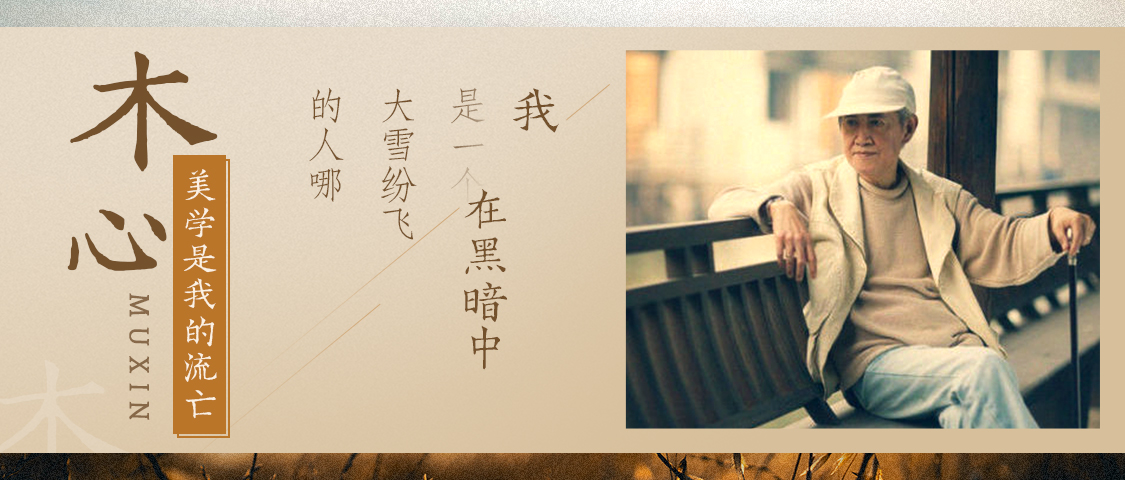 木心
MUXIN
美学是我的流亡
我
是一个
在黑暗中
大雪纷飞
的人哪
木